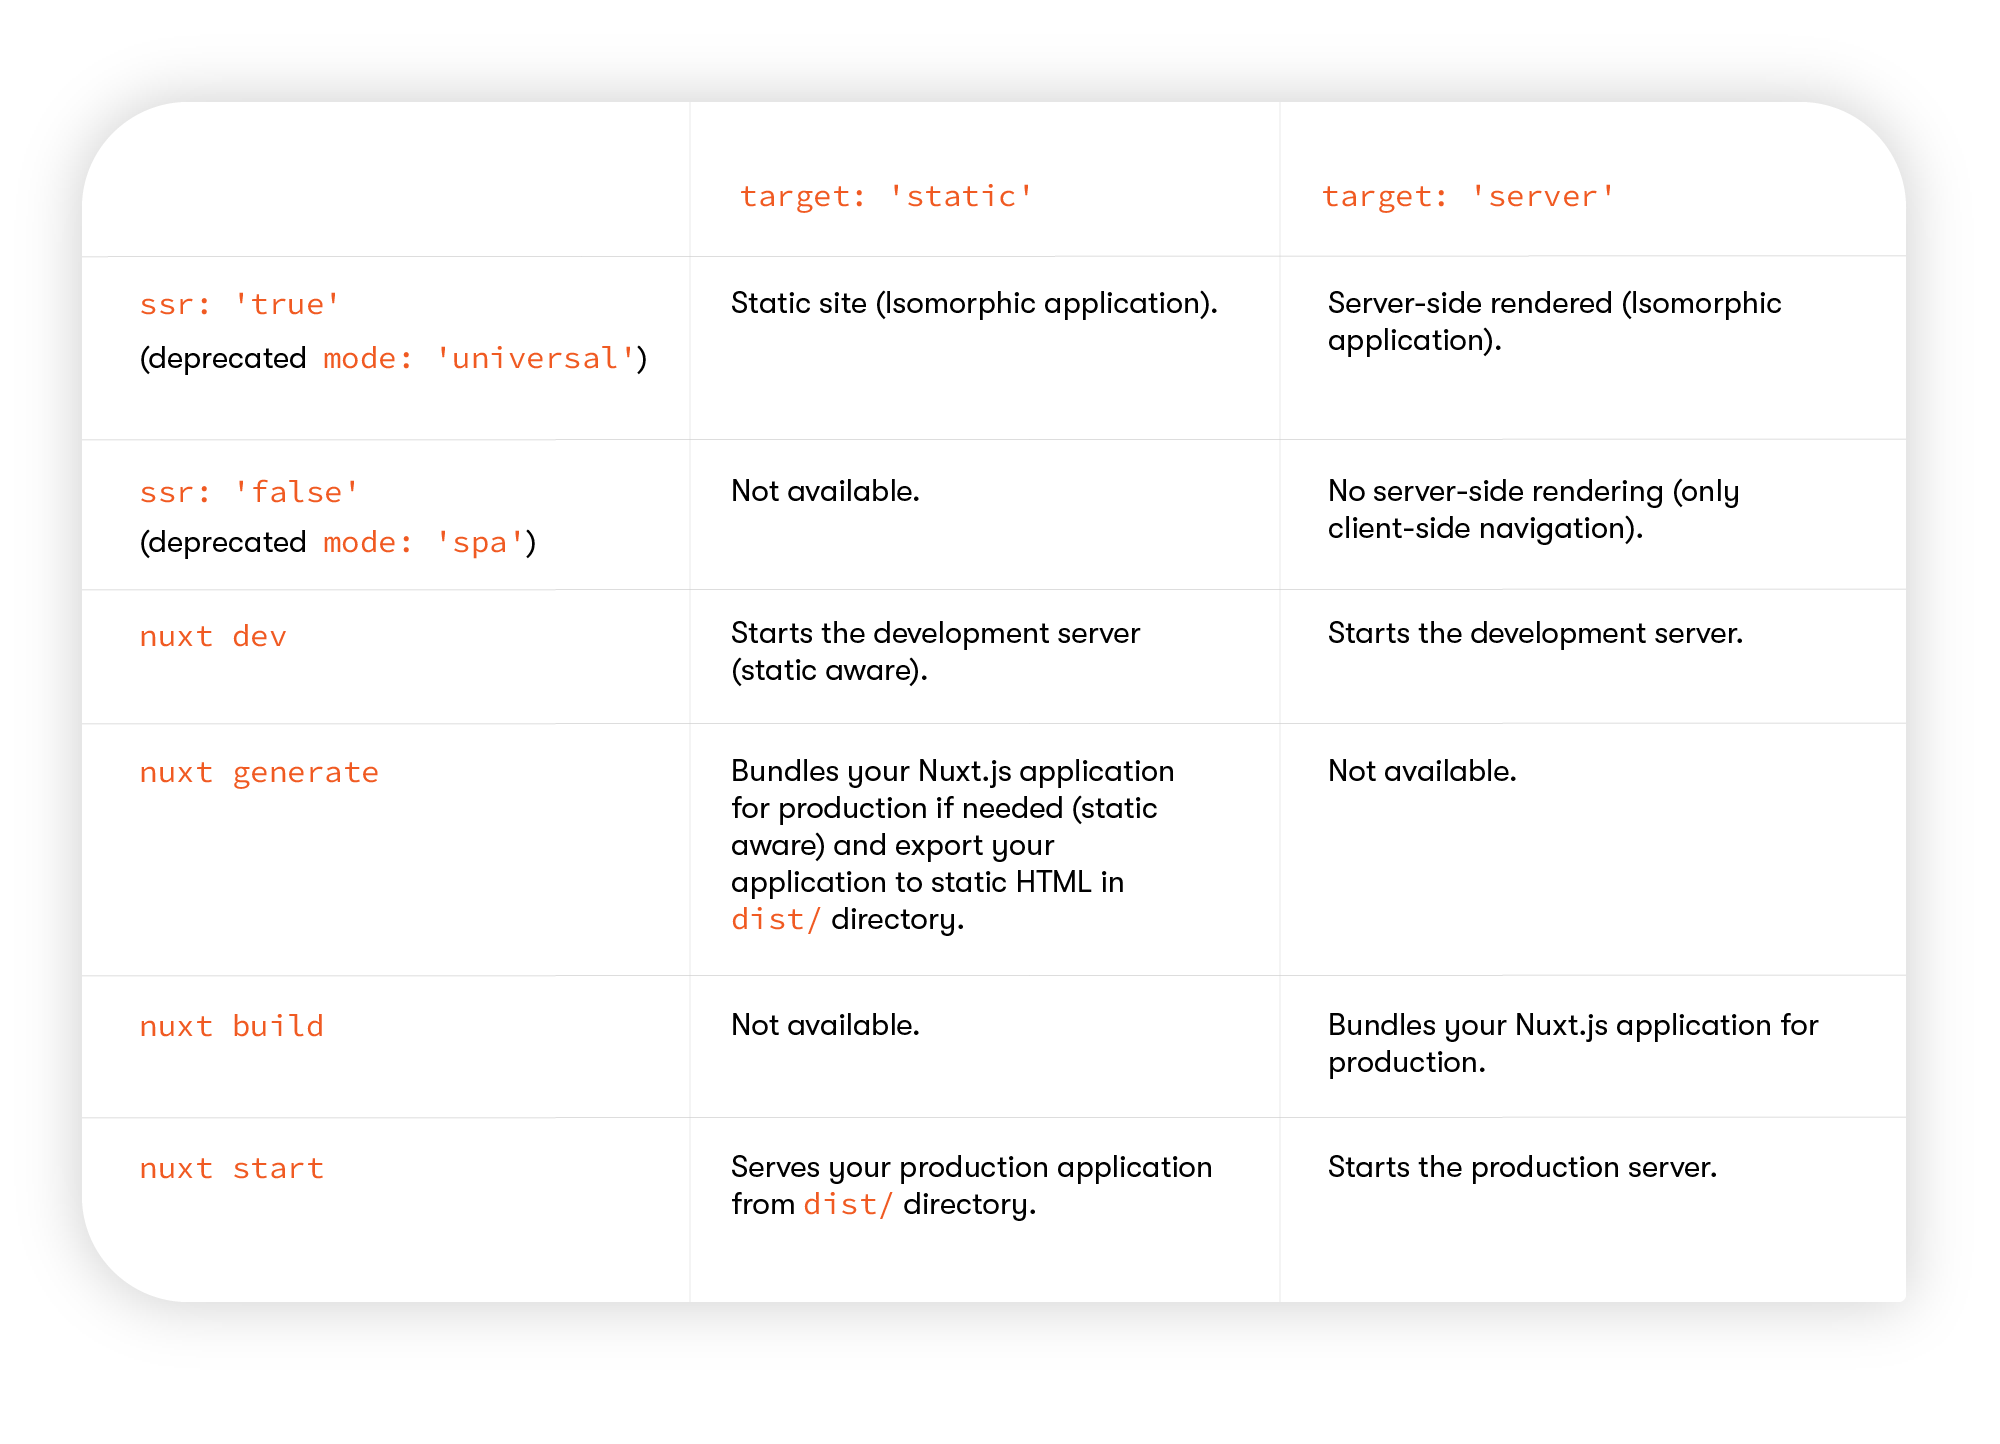 target: 'static'
target: 'server'
ssr: 'true'
(deprecated mode: 'universal')
Static site (Isomorphic application).
Server-side rendered (Isomorphic
application).
ssr: 'false'
(deprecated mode: 'spa')
Not available.
No server-side rendering (only
client-side navigation).
nuxt dev
Starts the development server
(static aware).
Starts the development server.
nuxt generate
Bundles your Nuxt.js application
for production if needed (static
aware) and export your
application to static HTML in
dist/ directory.
Not available.
nuxt build
Not available.
Bundles your Nuxt.js application for
production.
nuxt start
Serves your production application
from dist/ directory.
Starts the production server.